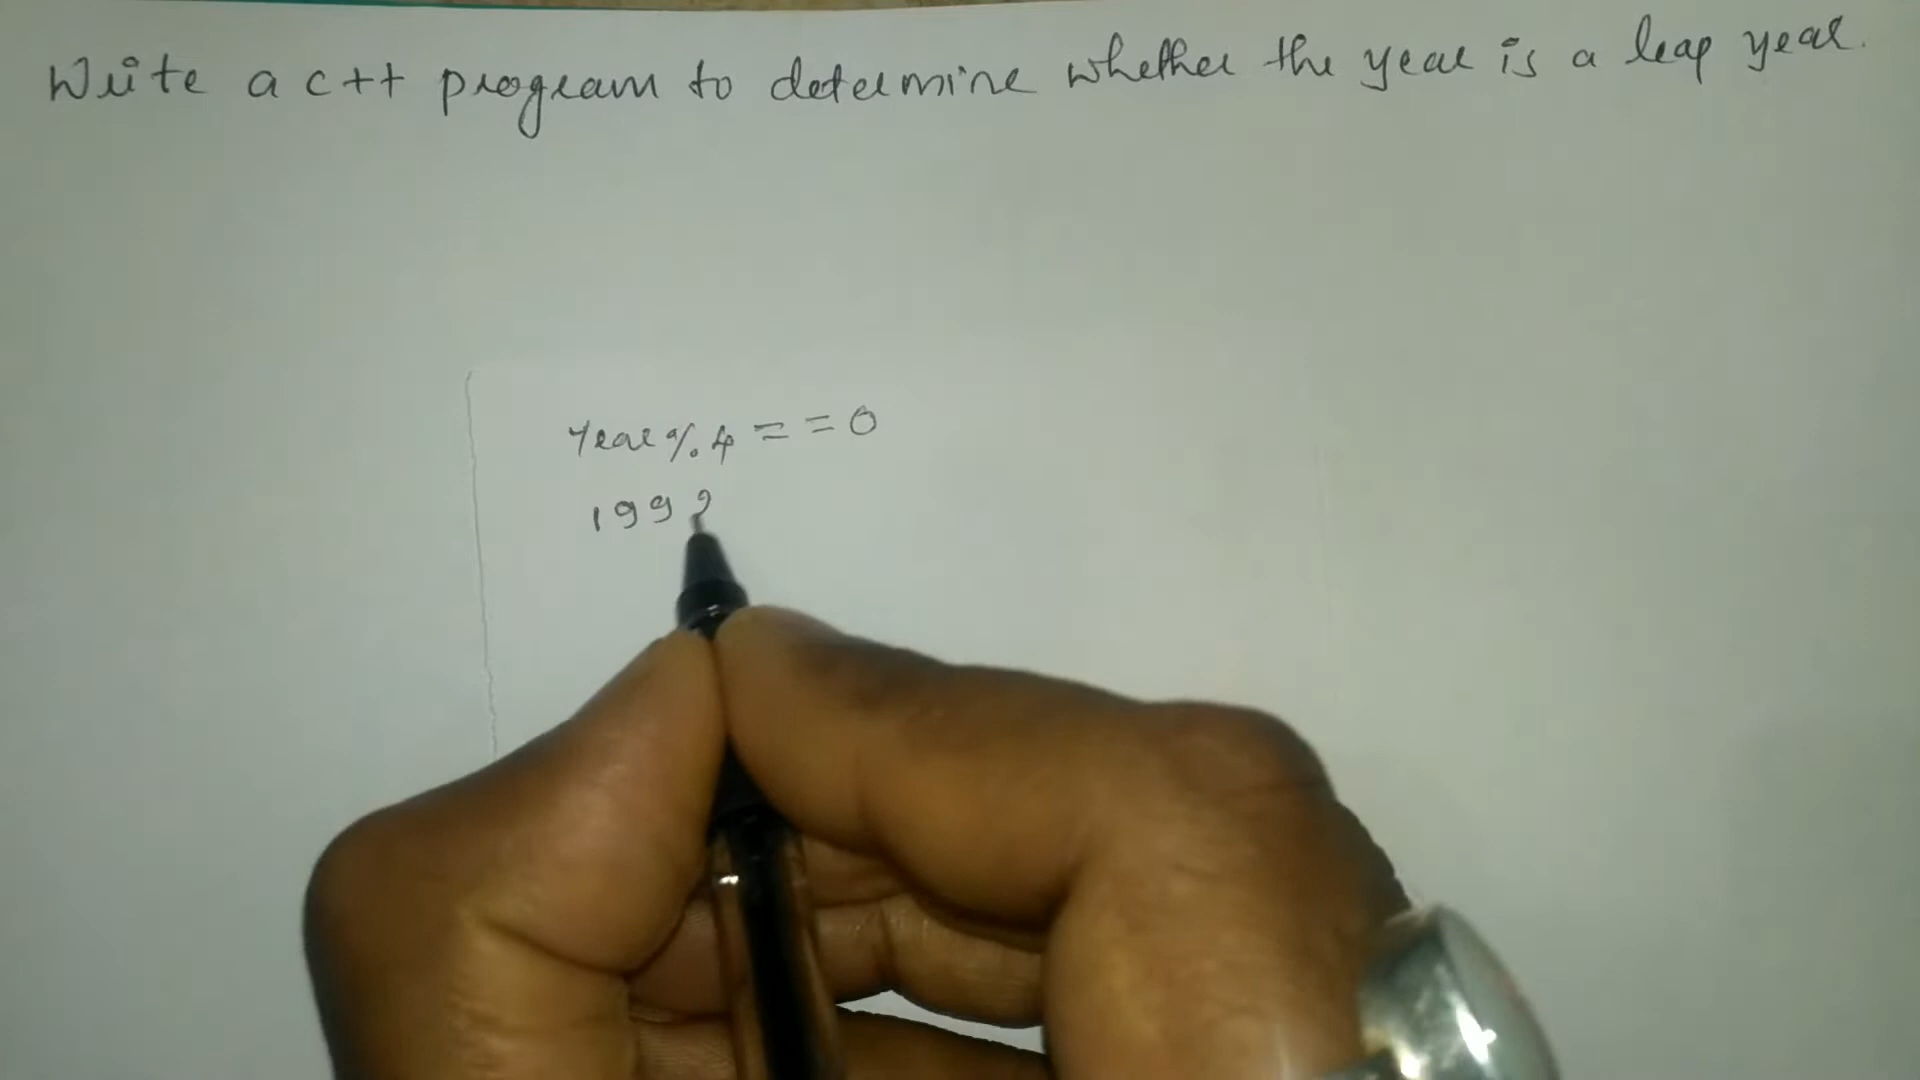 Write a c++ program to determine whether the year is a leap year.
Year % 4 == 0
199